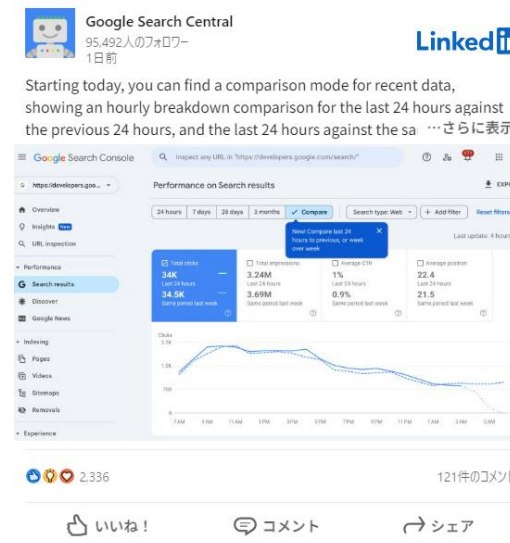 Google Search Central
95,492人のフォロワー
1日前
Linked
Starting today, you can find a comparison mode for recent data,
showing an hourly breakdown comparison for the last 24 hours against
the previous 24 hours, and the last 24 hours against the sa …さらに表示
Google Search Console
Inspect any URL in "https://developers.google.com/search/"
https://developers.goo...
Performance on Search results
EXPO
Overview
Insights New
URL inspection
24 hours 7 days 28 days 3 months Compare Search type: Web + Add filter Reset filters
New! Compare last 24
hours to previous, or week
over week
Last update: 4 hours
Performance
Search results
Discover
Google News
Total clicks
34K
Last 24 hours
34.5K
Same period last week
Total impressions
3.24M
Last 24 hours
3.69M
Same period last week
Average CTR
1%
Last 24 hours
0.9%
Same period last week
Average position
22.4
Last 24 hours
21.5
Same period last week
Indexing
Pages
Videos
Sitemaps
Removals
Experience
Clicks
0
7 AM 9 AM 11 AM 1 PM 3 PM 5 PM 7 PM 9 PM 11 PM 1 AM 3 AM 5 AM
2,336
121件のコメント
いいね！ コメント シェア